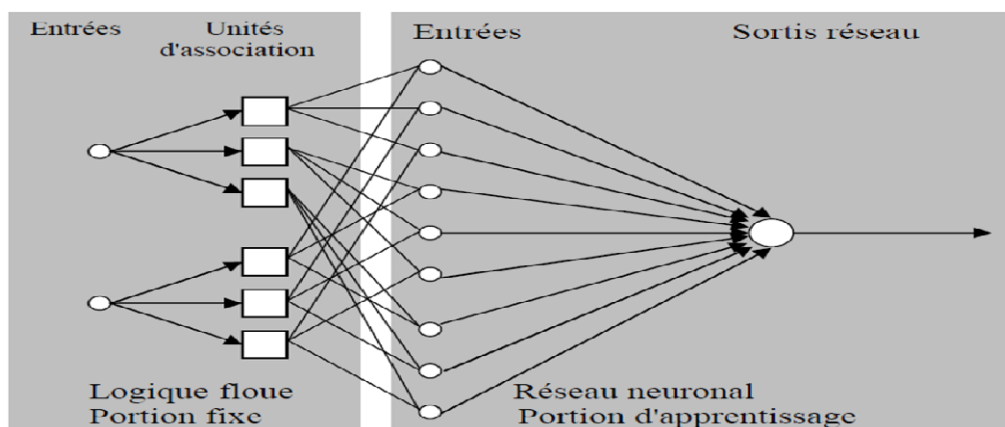 Entrées
Unités
d'association
Entrées
Sortis réseau
Logique floue
Portion fixe
Réseau neuronal
Portion d'apprentissage